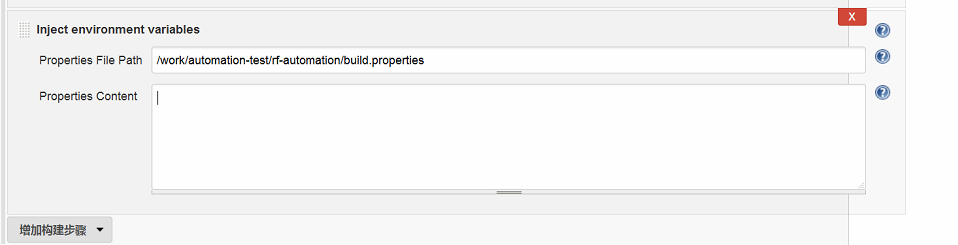 X
Inject environment variables
Properties File Path /work/automation-test/rf-automation/build.properties
Properties Content
增加构建步骤